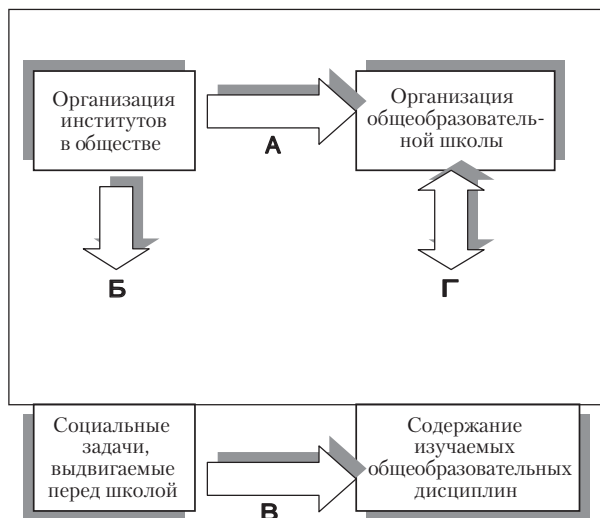 Организация
институтов
в обществе
А
Организация
общеобразователь-
ной школы
Б
Г
Социальные
задачи,
выдвигаемые
перед школой
В
Содержание
изучаемых
общеобразовательных
дисциплин